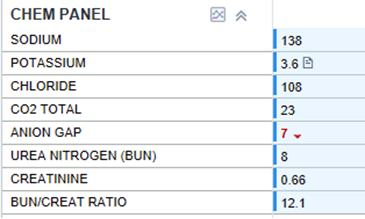 CHEM PANEL
SODIUM 138
POTASSIUM 3.6
CHLORIDE 108
CO2 TOTAL 23
ANION GAP 7
UREA NITROGEN (BUN) 8
CREATININE 0.66
BUN/CREAT RATIO 12.1